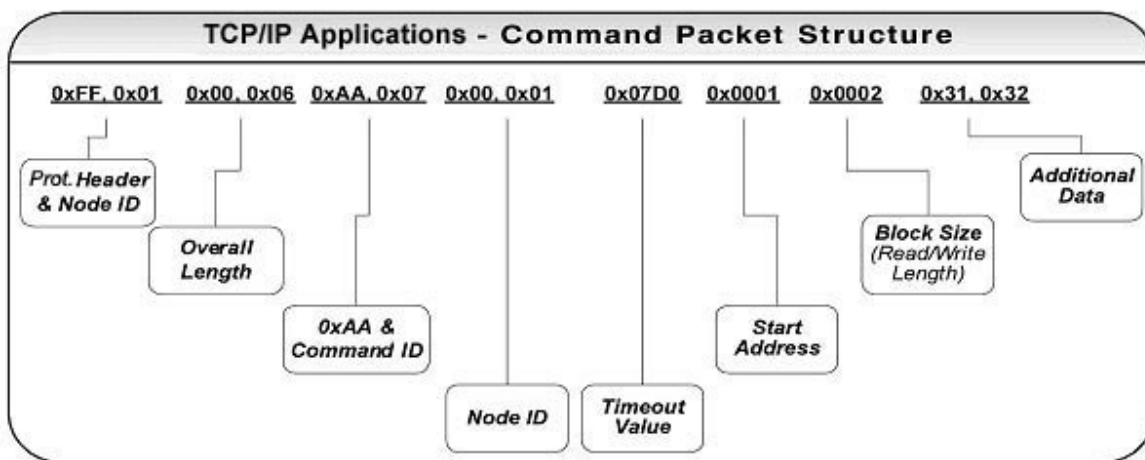 TCP/IP Applications - Command Packet Structure
0xFF, 0x01 0x00, 0x06 0xAA, 0x07 0x00, 0x01 0x07D0 0x0001 0x0002 0x31, 0x32
Prot. Header
& Node ID
Overall
Length
0xAA &
Command ID
Node ID
Timeout
Value
Start
Address
Block Size
(Read/Write
Length)
Additional
Data